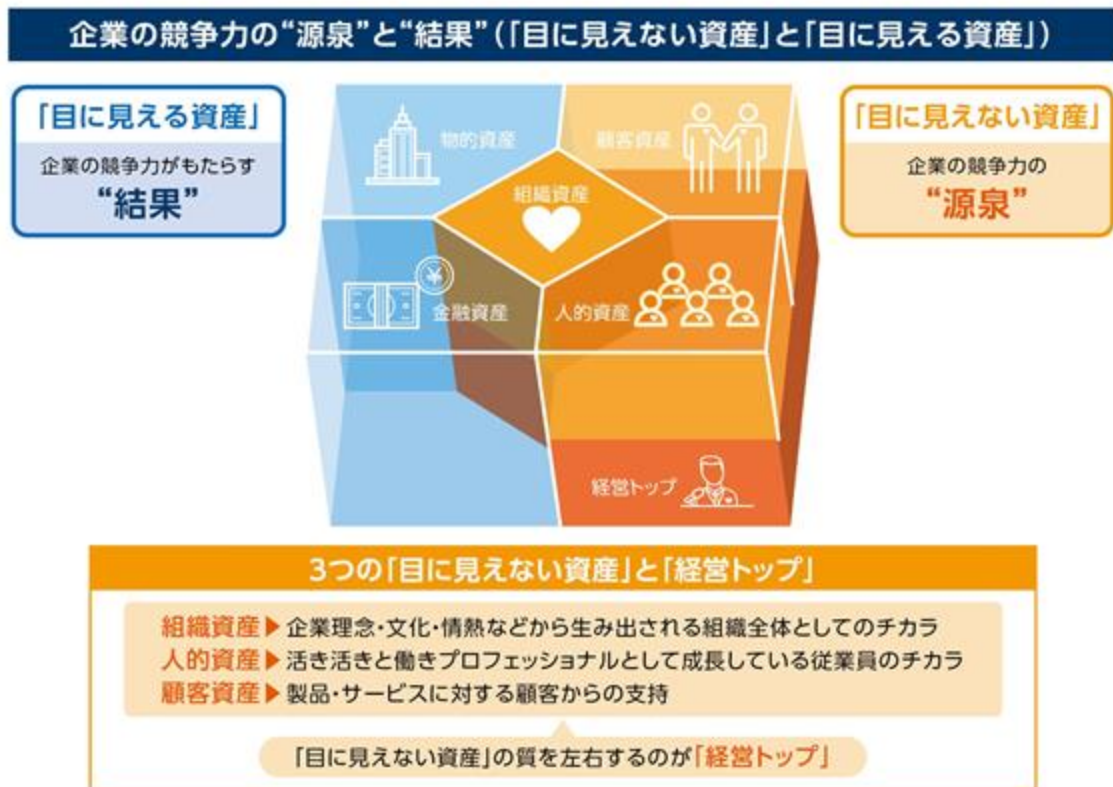 企業の競争力の“源泉”と“結果”(「目に見えない資産」と「目に見える資産」)
「目に見える資産」
企業の競争力がもたらす
“結果”
物的資産
顧客資産
組織資産
¥
金融資産
人的資産
経営トップ
「目に見えない資産」
企業の競争力の
“源泉”
3つの「目に見えない資産」と「経営トップ」
組織資産▶企業理念・文化・情熱などから生み出される組織全体としてのチカラ
人的資産▶活き活きと働きプロフェッショナルとして成長している従業員のチカラ
顧客資産▶製品・サービスに対する顧客からの支持
「目に見えない資産」の質を左右するのが「経営トップ」